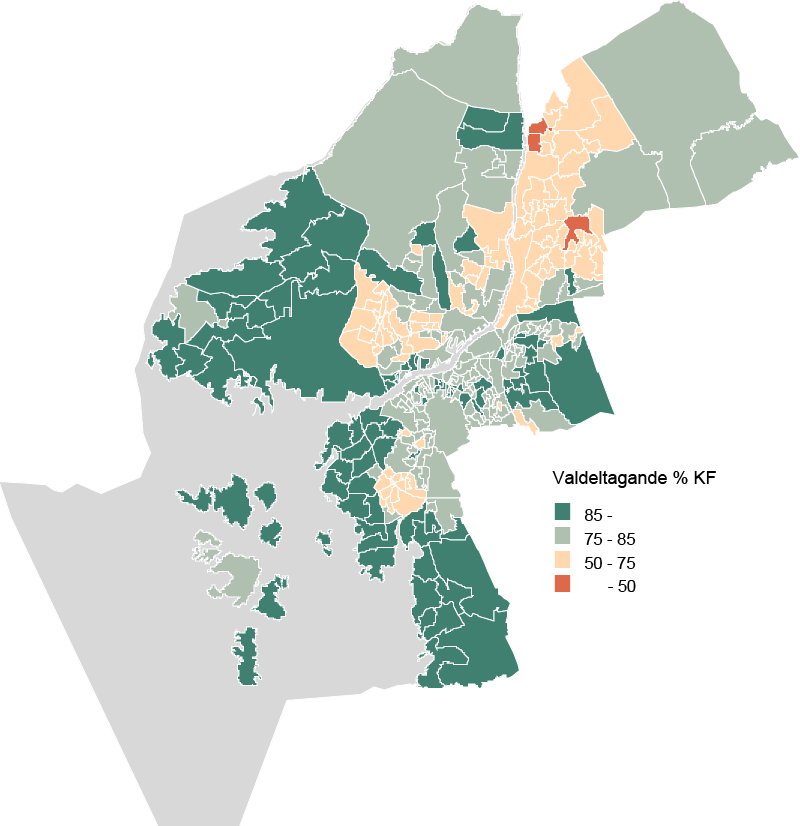 Valdeltagande % KF
85 -
75 - 85
50 - 75
- 50